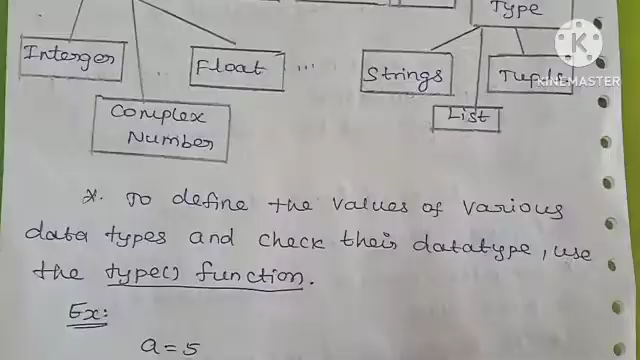 Type
Interger
Float
...
Strings
Tuple
KINEMASTER
Complex
Number
List
*. To define the values of various
data types and check their datatype, use
the type() function.
Ex:
a=5